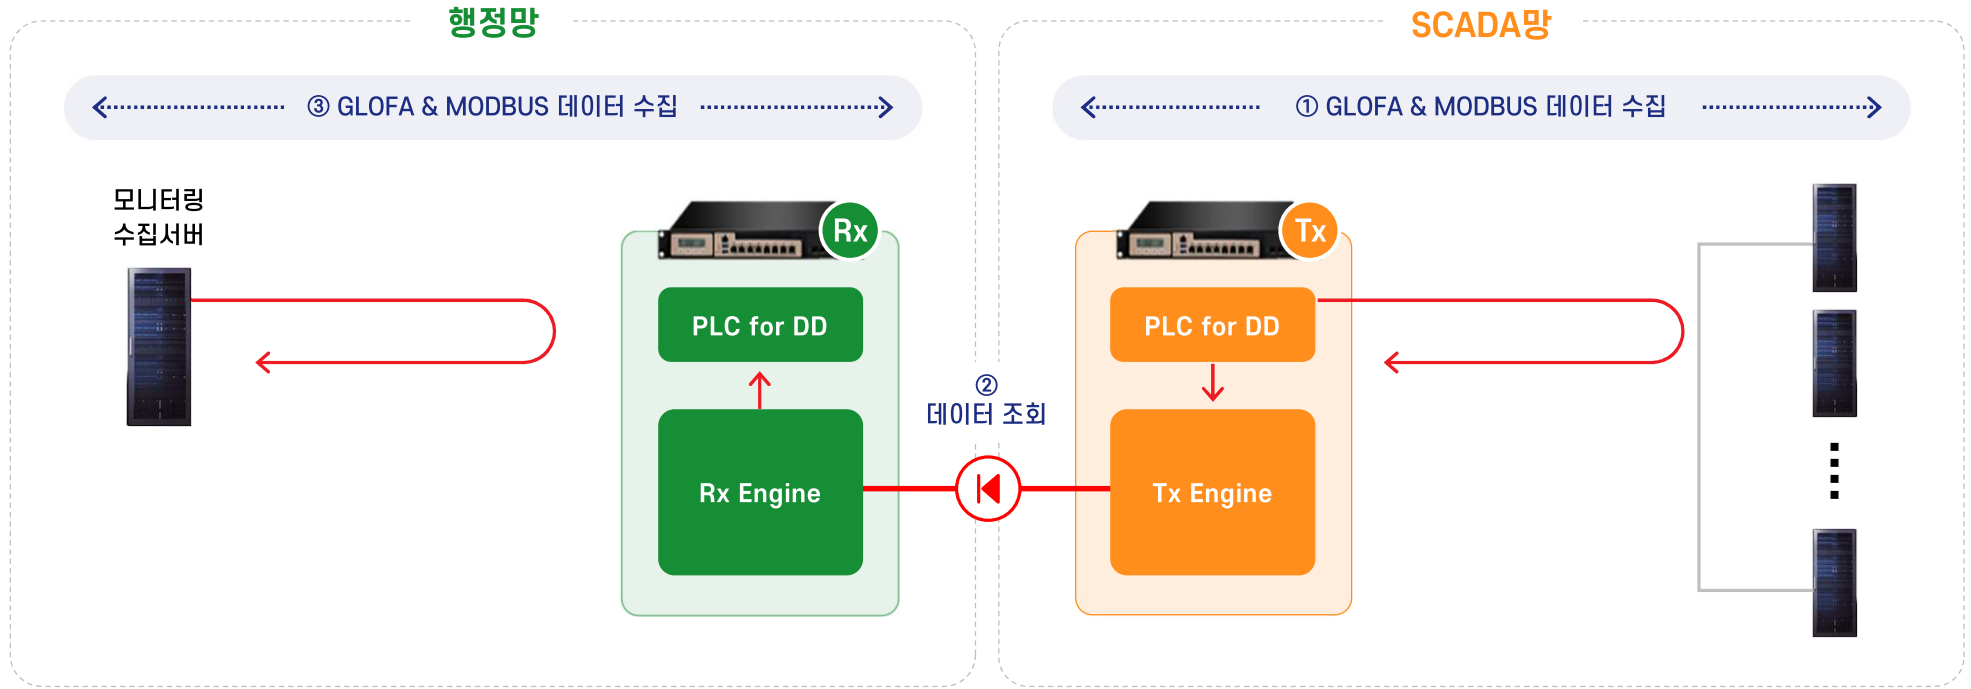 행정망
SCADA망
③ GLOFA & MODBUS 데이터 수집
① GLOFA & MODBUS 데이터 수집
모니터링
수집서버
Rx
PLC for DD
Rx Engine
②
데이터 조회
Tx
PLC for DD
Tx Engine